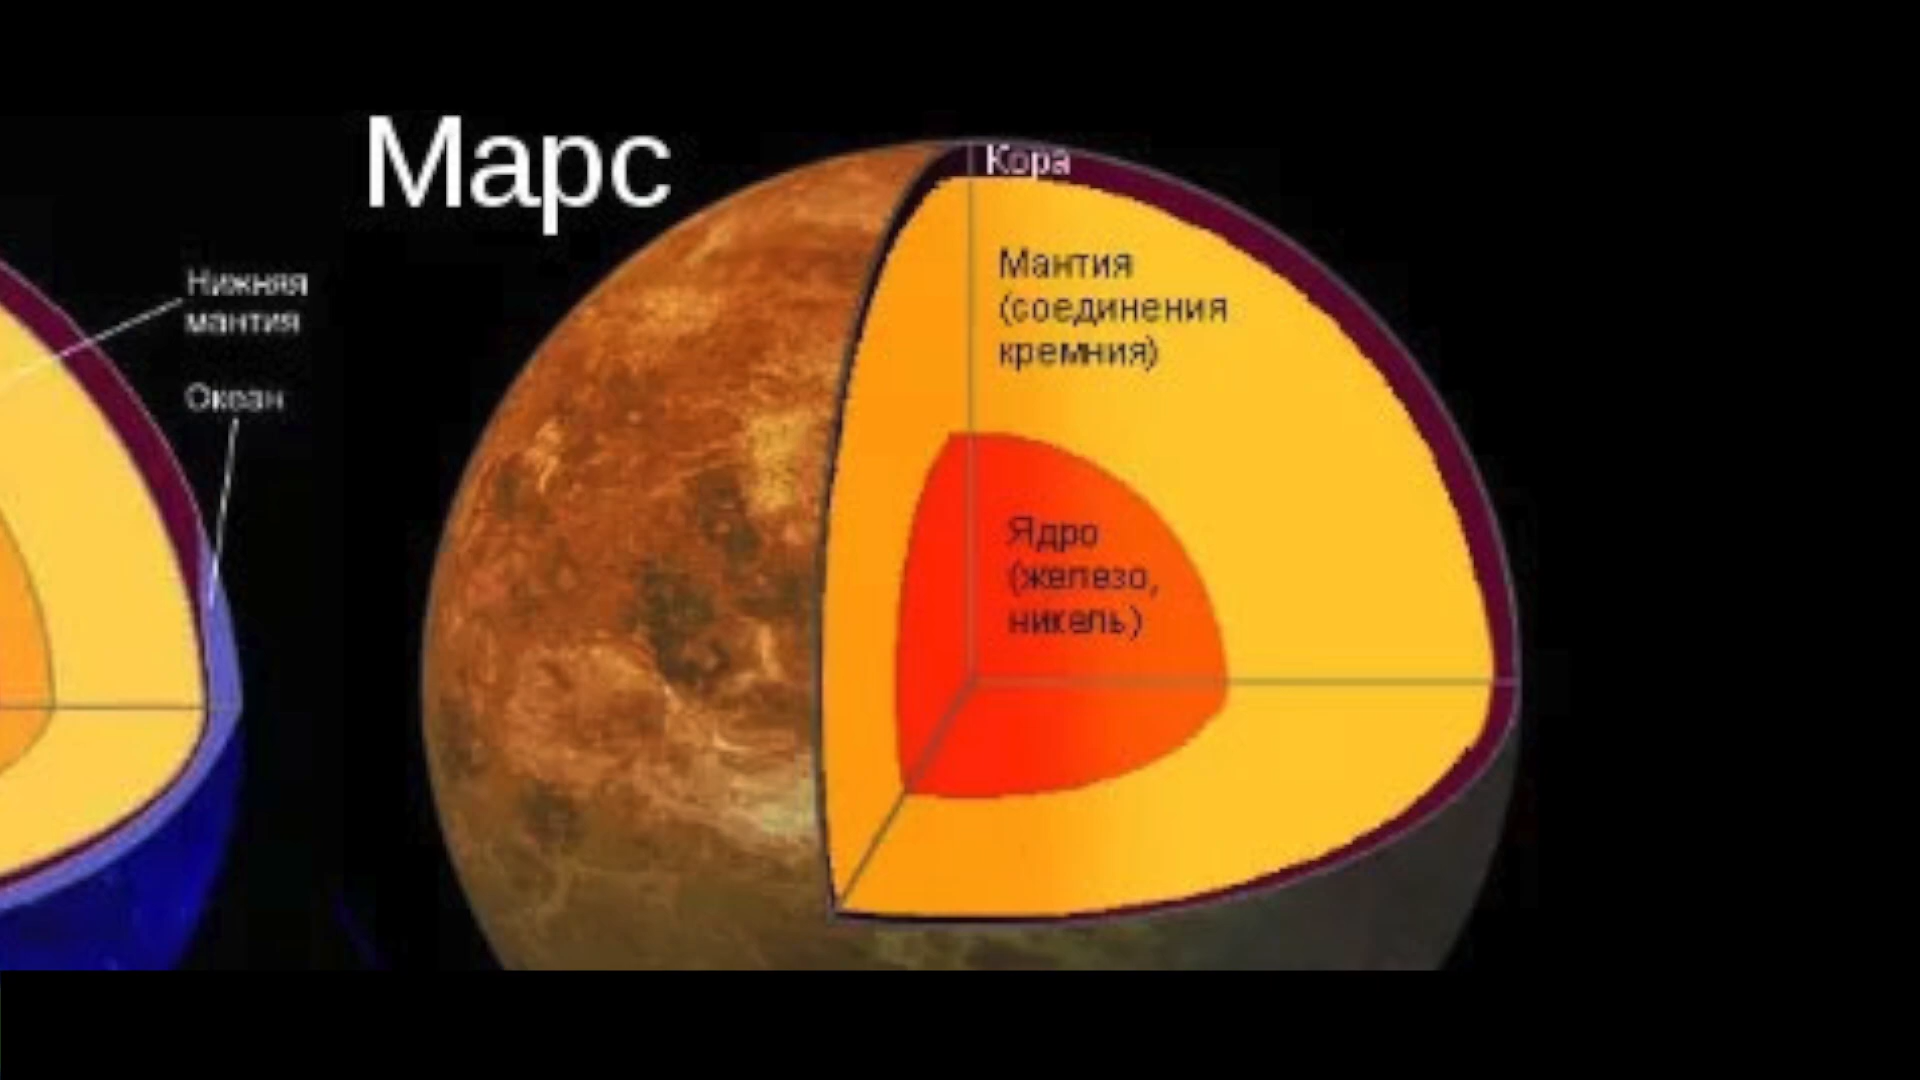 Марс
Кора
Нижняя
мантия
Океан
Мантия
(соединения
кремния)
Ядро
(железо,
никель)